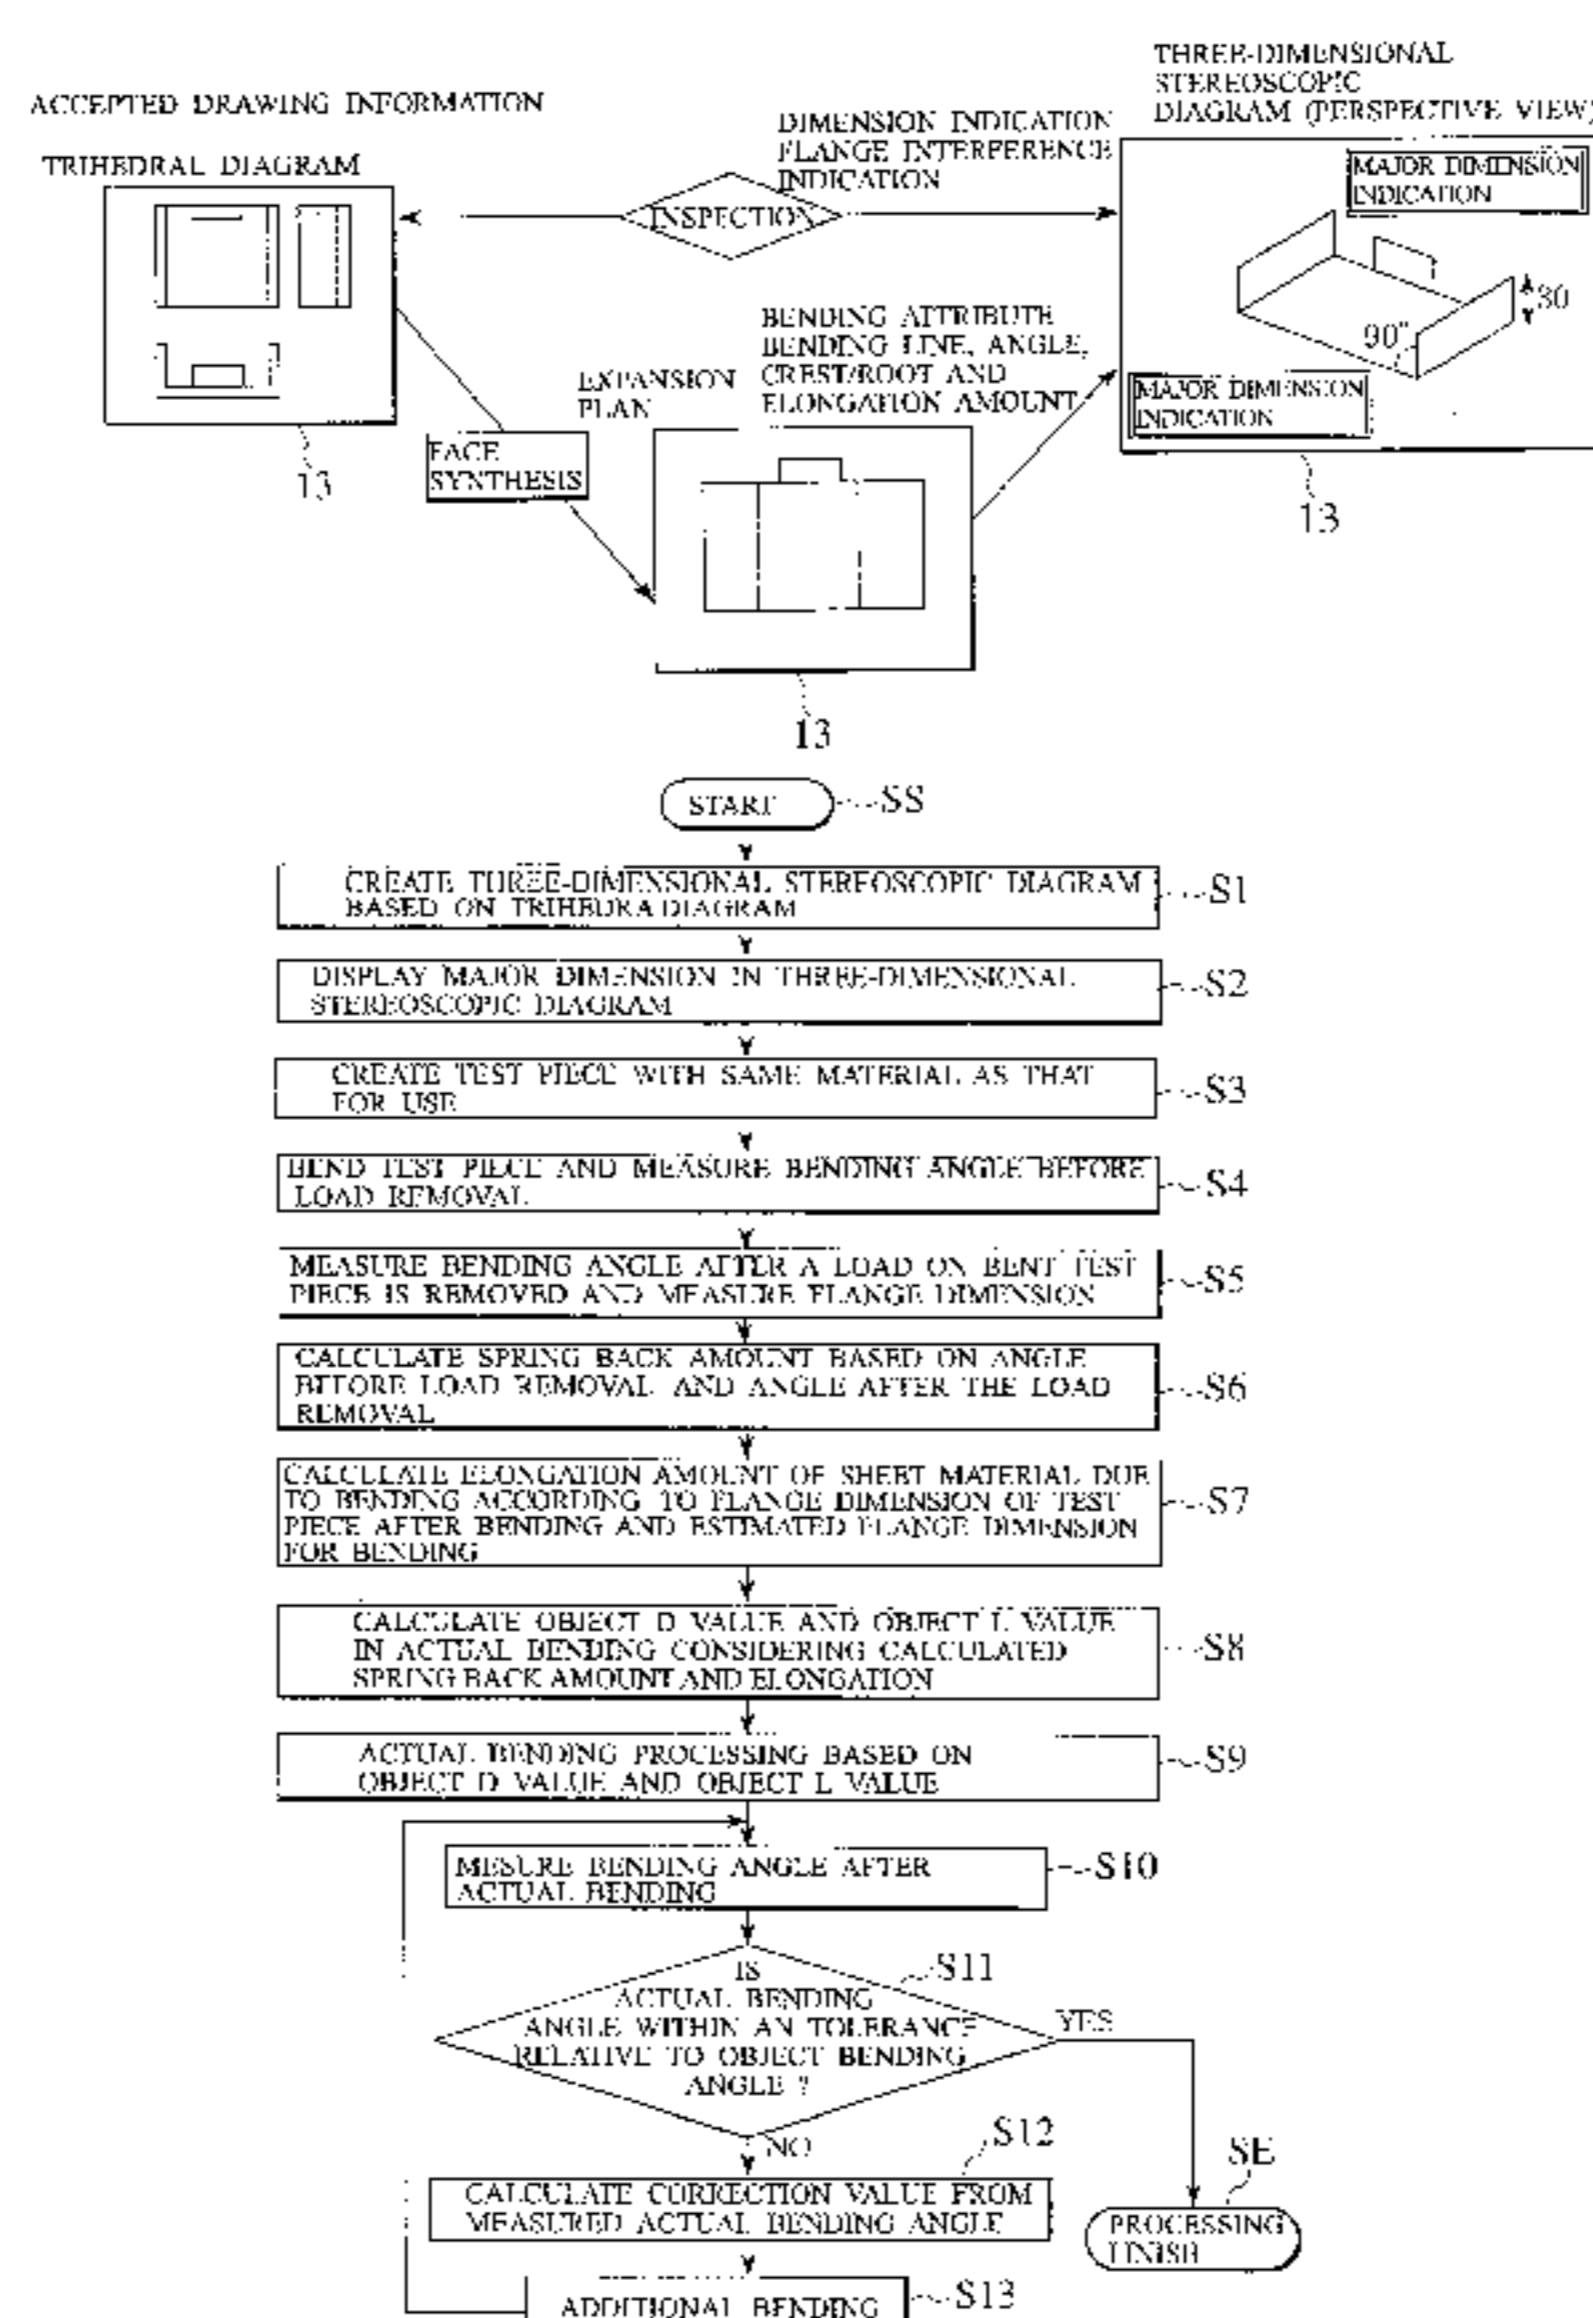 ACCEPTED DRAWING INFORMATION
TRIHEDRAL DIAGRAM
13
FACE
SYNTHESIS
INSPECTION
DIMENSION INDICATION
FLANGE INTERFERENCE
INDICATION
EXPANSION
PLAN
BENDING ATTRIBUTE
BENDING LINE, ANGLE,
CREST/ROOT AND
ELONGATION AMOUNT
13
THREE-DIMENSIONAL
STEREOSCOPIC
DIAGRAM (PERSPECTIVE VIEW)
MAJOR DIMENSION
INDICATION
30
90°
MAJOR DIMENSION
INDICATION
13
START
SS
CREATE THREE-DIMENSIONAL STEREOSCOPIC DIAGRAM
BASED ON TRIHEDRA DIAGRAM
S1
DISPLAY MAJOR DIMENSION IN THREE-DIMENSIONAL
STEREOSCOPIC DIAGRAM
S2
CREATE TEST PIECE WITH SAME MATERIAL AS THAT
FOR USE
S3
BEND TEST PIECE AND MEASURE BENDING ANGLE BEFORE
LOAD REMOVAL
S4
MEASURE BENDING ANGLE AFTER A LOAD ON BENT TEST
PIECE IS REMOVED AND MEASURE FLANGE DIMENSION
S5
CALCULATE SPRING BACK AMOUNT BASED ON ANGLE
BEFORE LOAD REMOVAL AND ANGLE AFTER THE LOAD
REMOVAL
S6
CALCULATE ELONGATION AMOUNT OF SHEET MATERIAL DUE
TO BENDING ACCORDING TO FLANGE DIMENSION OF TEST
PIECE AFTER BENDING AND ESTIMATED FLANGE DIMENSION
FOR BENDING
S7
CALCULATE OBJECT D VALUE AND OBJECT L VALUE
IN ACTUAL BENDING CONSIDERING CALCULATED
SPRING BACK AMOUNT AND ELONGATION
S8
ACTUAL BENDING PROCESSING BASED ON
OBJECT D VALUE AND OBJECT L VALUE
S9
MESURE BENDING ANGLE AFTER
ACTUAL BENDING
S10
IS
ACTUAL BENDING
ANGLE WITHIN AN TOLERANCE
RELATIVE TO OBJECT BENDING
ANGLE ?
S11
YES
NO
CALCULATE CORRECTION VALUE FROM
MEASURED ACTUAL BENDING ANGLE
S12
SE
PROCESSING
FINISH
ADDITIONAL BENDING
S13